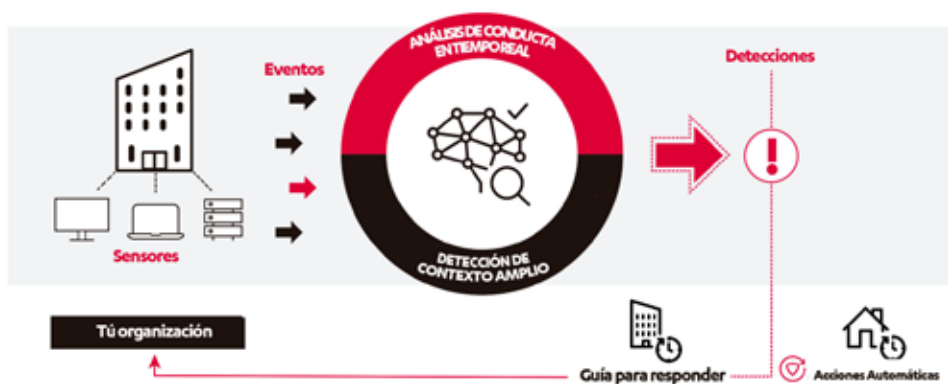 ANÁLISIS DE CONDUCTA
EN TIEMPO REAL
Eventos
Detecciones
Sensores
DETECCIÓN DE
CONTEXTO AMPLIO
Tú organización
Guía para responder
Acciones Automáticas